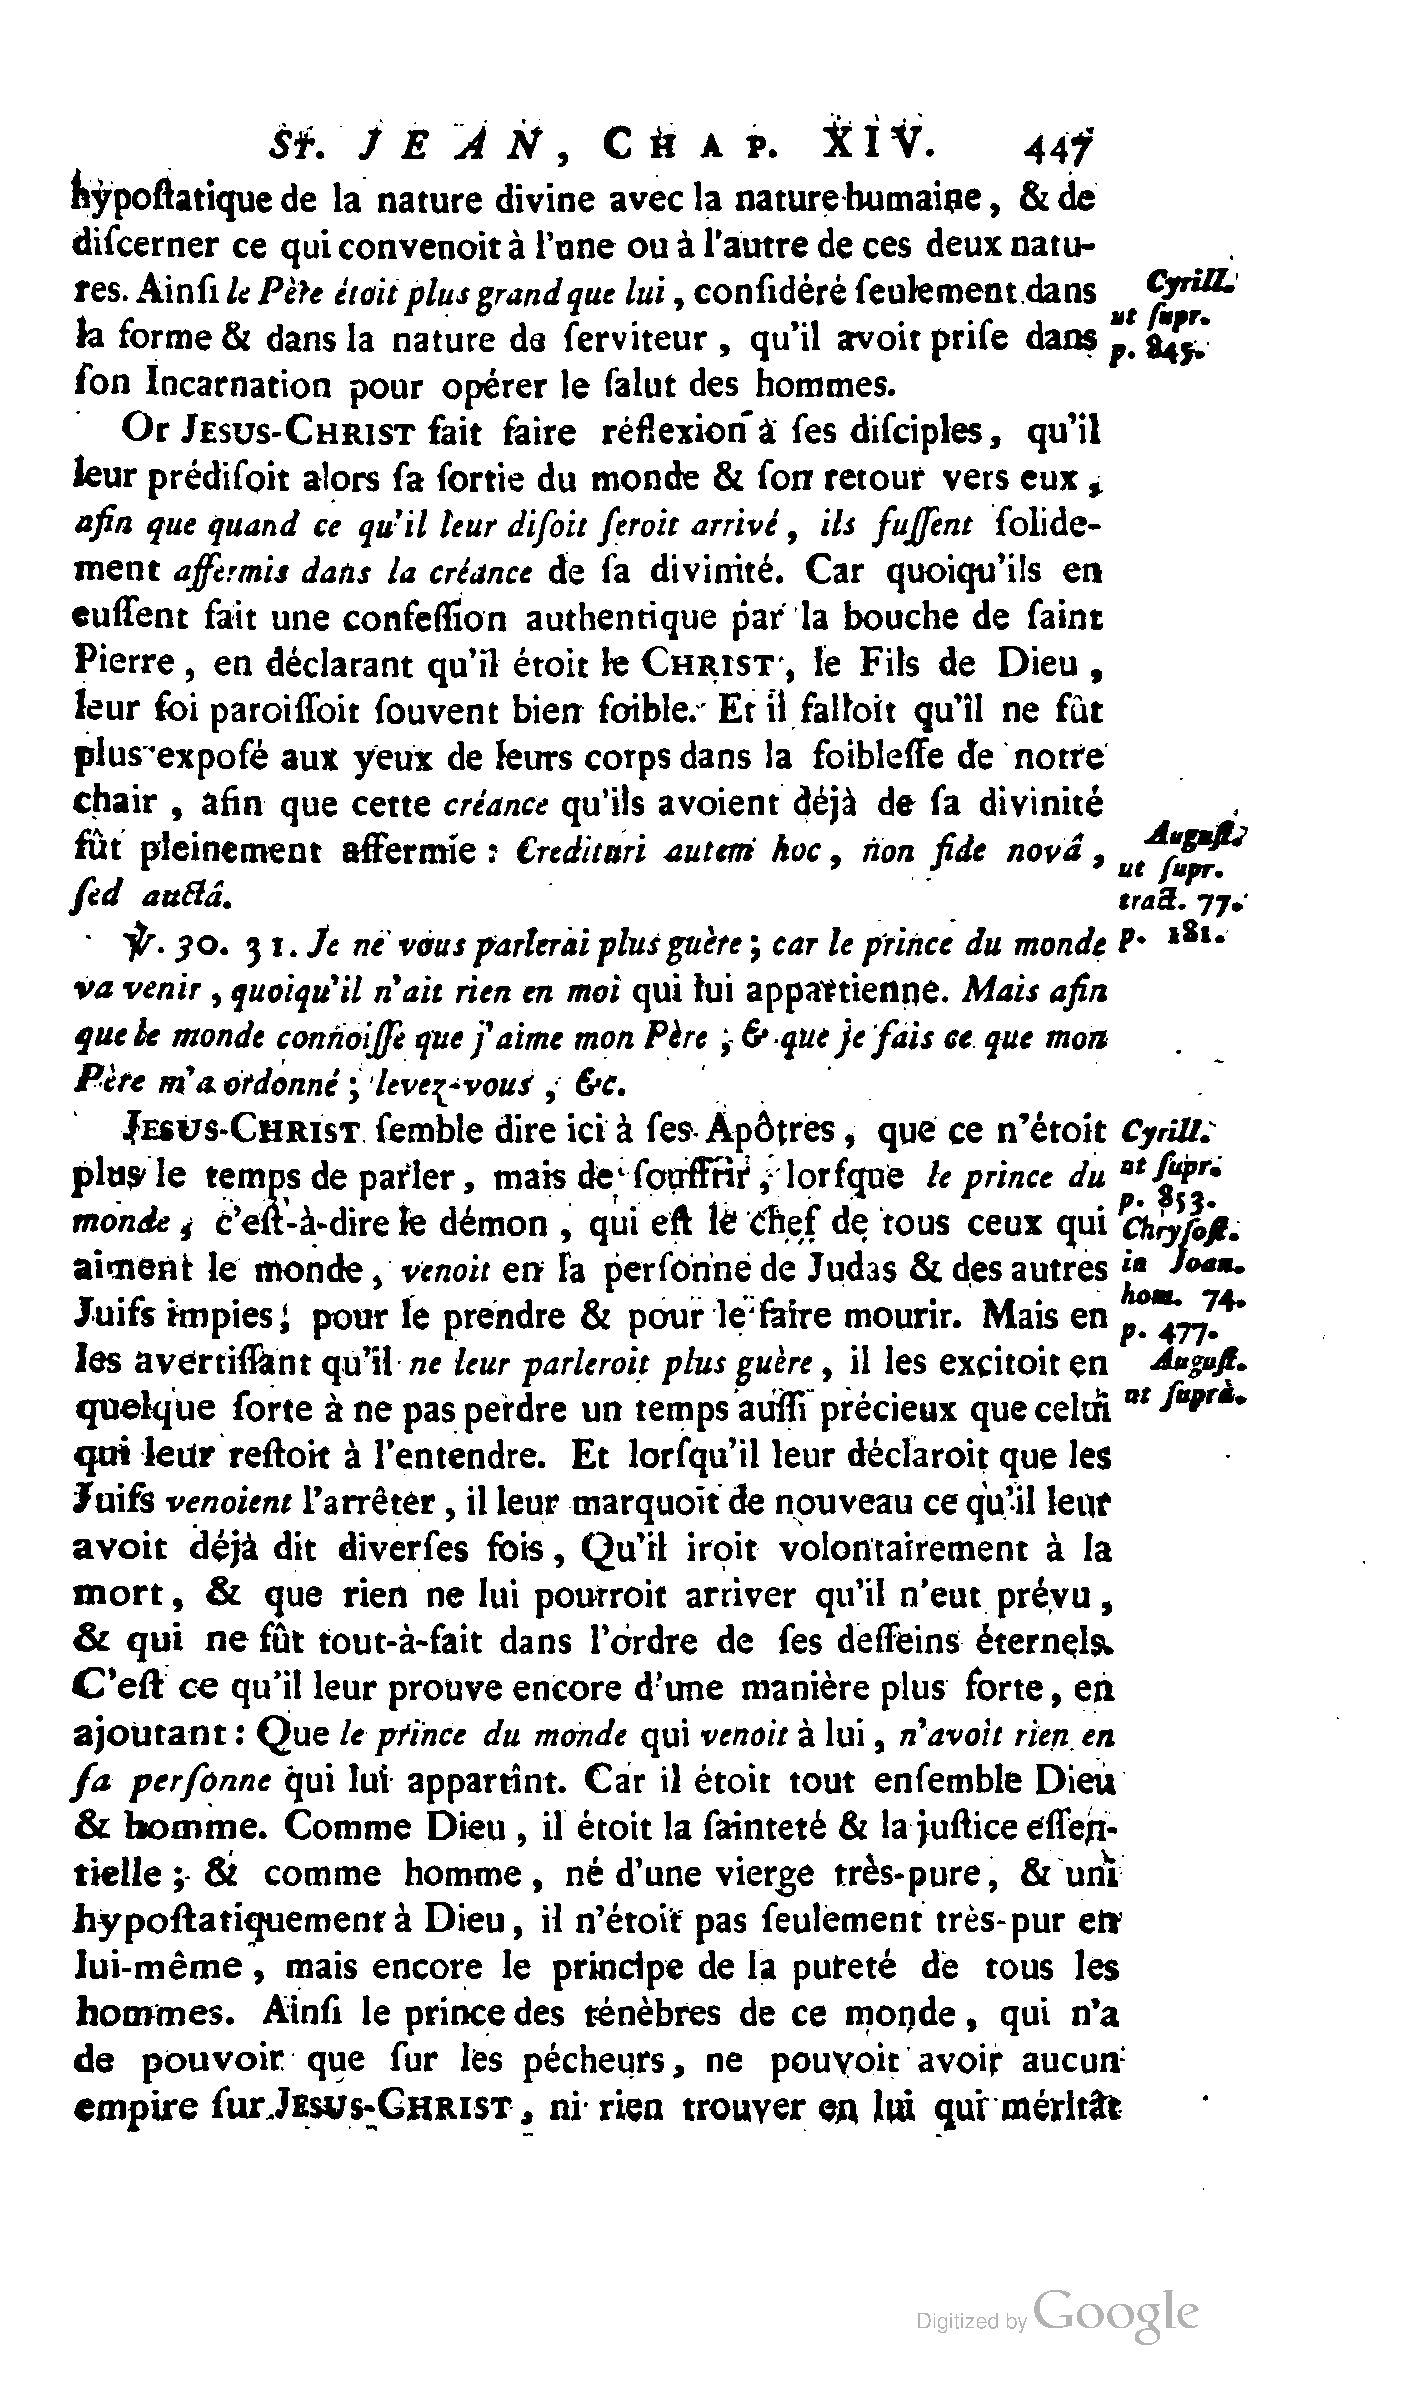 St. JEAN, CHAP. XIV. 447
hypoſtatique de la nature divine avec la nature humaine, & de
diſcerner ce qui convenoit à l'une ou à l'autre de ces deux natu-
res. Ainſi le Père étoit plus grand que lui, conſidéré ſeulement dans
la forme & dans la nature de ſerviteur, qu'il avoit priſe dans
ſon Incarnation pour opérer le ſalut des hommes.
Cyrill.
ut ſupr.
p. 845.
Or JESUS-CHRIST fait faire réflexion à ſes diſciples, qu'il
leur prédiſoit alors ſa ſortie du monde & ſon retour vers eux,
afin que quand ce qu'il leur diſoit ſeroit arrivé, ils fuſſent ſolide-
ment affermis dans la créance de ſa divinité. Car quoiqu'ils en
euſſent fait une confeſſion authentique par la bouche de ſaint
Pierre, en déclarant qu'il étoit le CHRIST, le Fils de Dieu,
leur foi paroiſſoit ſouvent bien foible. Et il falloit qu'il ne fût
plus expoſé aux yeux de leurs corps dans la foibleſſe de notre
chair, afin que cette créance qu'ils avoient déjà de ſa divinité
fût pleinement affermie : Credituri autem hoc, non fide novâ,
ſed auctâ.
Auguſt.
ut ſupr.
tract. 77.
p. 181.
℣. 30. 31. Je ne vous parlerai plus guère ; car le prince du monde
va venir, quoiqu'il n'ait rien en moi qui lui appartienne. Mais afin
que le monde connoiſſe que j'aime mon Père, & que je fais ce que mon
Père m'a ordonné ; levez-vous, &c.
JESUS-CHRIST ſemble dire ici à ſes Apôtres, que ce n'étoit
plus le temps de parler, mais de ſouffrir, lorſque le prince du
monde, c'eſt-à-dire le démon, qui eſt le chef de tous ceux qui
aiment le monde, venoit en la perſonne de Judas & des autres
Juifs impies, pour le prendre & pour le faire mourir. Mais en
les avertiſſant qu'il ne leur parleroit plus guère, il les excitoit en
quelque ſorte à ne pas perdre un temps auſſi précieux que celui
qui leur reſtoit à l'entendre. Et lorſqu'il leur déclaroit que les
Juifs venoient l'arrêter, il leur marquoit de nouveau ce qu'il leur
avoit déjà dit diverſes fois, Qu'il iroit volontairement à la
mort, & que rien ne lui pourroit arriver qu'il n'eut prévu,
& qui ne fût tout-à-fait dans l'ordre de ſes deſſeins éternels.
C'eſt ce qu'il leur prouve encore d'une manière plus forte, en
ajoutant : Que le prince du monde qui venoit à lui, n'avoit rien en
ſa perſonne qui lui appartînt. Car il étoit tout enſemble Dieu
& homme. Comme Dieu, il étoit la ſainteté & la juſtice eſſen-
tielle ; & comme homme, né d'une vierge très-pure, & uni
hypoſtatiquement à Dieu, il n'étoit pas ſeulement très-pur en
lui-même, mais encore le principe de la pureté de tous les
hommes. Ainſi le prince des ténèbres de ce monde, qui n'a
de pouvoir que ſur les pécheurs, ne pouvoit avoir aucun
empire ſur JESUS-CHRIST, ni rien trouver en lui qui méritât
Cyrill.
ut ſupr.
p. 853.
Chryſoſt.
in Joan.
hom. 74.
p. 477.
Auguſt.
ut ſuprà.
Digitized by Google